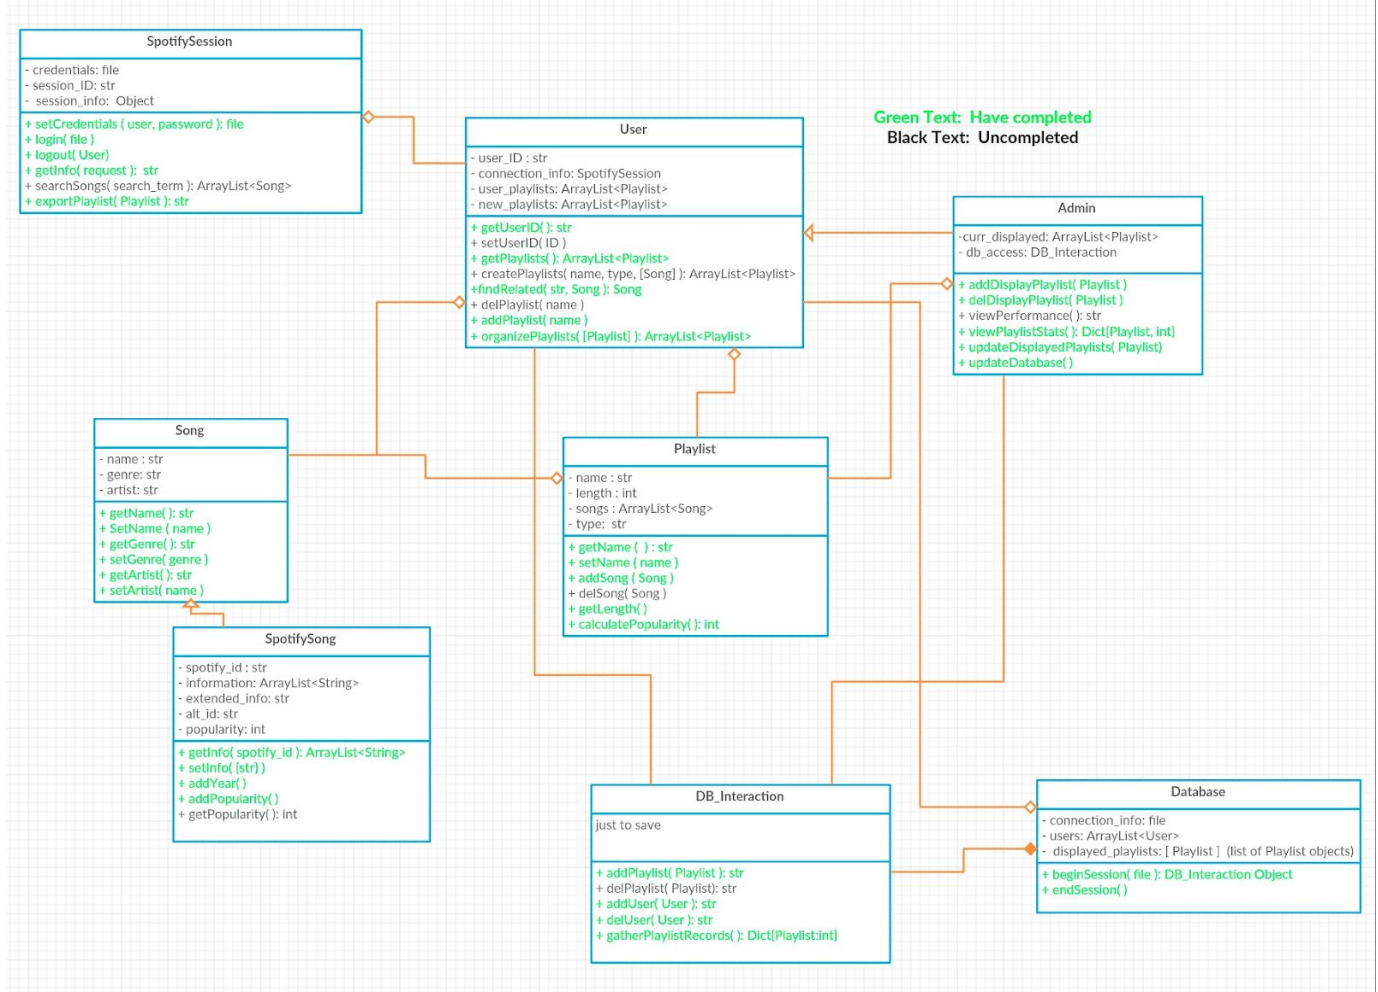 SpotifySession
- credentials: file
- session_ID: str
- session_info: Object
+ setCredentials ( user, password ): file
+ login( file )
+ logout( User)
+ getInfo( request ): str
+ searchSongs( search_term ): ArrayList<Song>
+ exportPlaylist( Playlist ): str
Green Text: Have completed
Black Text: Uncompleted
User
- user_ID : str
- connection_info: SpotifySession
- user_playlists: ArrayList<Playlist>
- new_playlists: ArrayList<Playlist>
+ getUserID( ): str
+ setUserID( ID )
+ getPlaylists( ): ArrayList<Playlist>
+ createPlaylists( name, type, [Song] ): ArrayList<Playlist>
+findRelated( str, Song ): Song
+ delPlaylist( name )
+ addPlaylist( name )
+ organizePlaylists( [Playlist] ): ArrayList<Playlist>
Admin
-curr_displayed: ArrayList<Playlist>
- db_access: DB_Interaction
+ addDisplayPlaylist( Playlist )
+ delDisplayPlaylist( Playlist )
+ viewPerformance( ): str
+ viewPlaylistStats( ): Dict[Playlist, int]
+ updateDisplayedPlaylists( Playlist)
+ updateDatabase( )
Song
- name : str
- genre: str
- artist: str
+ getName( ): str
+ SetName ( name )
+ getGenre( ): str
+ setGenre( genre )
+ getArtist( ): str
+ setArtist( name )
Playlist
- name : str
- length : int
- songs : ArrayList<Song>
- type: str
+ getName ( ) : str
+ setName ( name )
+ addSong ( Song )
+ delSong( Song )
+ getLength( )
+ calculatePopularity( ): int
SpotifySong
- spotify_id : str
- information: ArrayList<String>
- extended_info: str
- alt_id: str
- popularity: int
+ getInfo( spotify_id ): ArrayList<String>
+ setInfo( [str] )
+ addYear( )
+ addPopularity( )
+ getPopularity( ): int
DB_Interaction
just to save
+ addPlaylist( Playlist ): str
+ delPlaylist( Playlist): str
+ addUser( User ): str
+ delUser( User ): str
+ gatherPlaylistRecords( ): Dict[Playlist:int]
Database
- connection_info: file
- users: ArrayList<User>
- displayed_playlists: [ Playlist ] (list of Playlist objects)
+ beginSession( file ): DB_Interaction Object
+ endSession( )